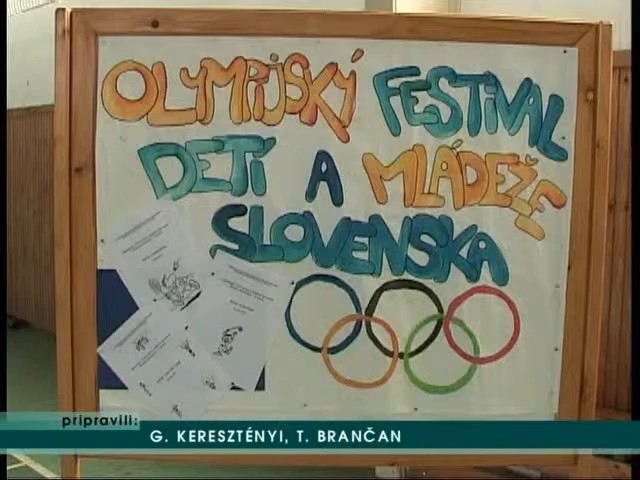 OLYMPIJSKÝ FESTIVAL
DETÍ A MLÁDEŽE
SLOVENSKA
pripravili:
G. KERESZTÉNYI, T. BRANČAN